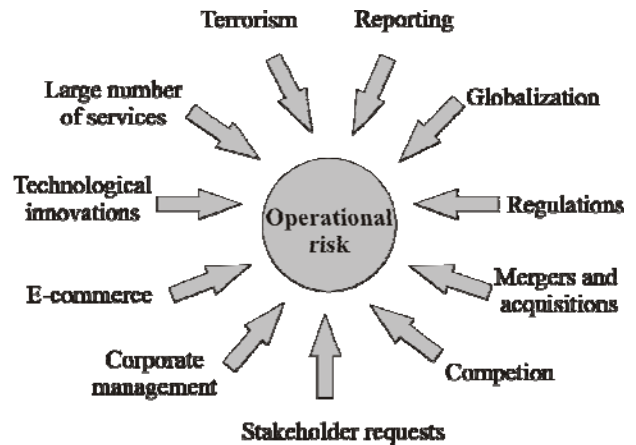 Terrorism
Reporting
Large number
of services
Globalization
Technological
innovations
Operational
risk
Regulations
E-commerce
Mergers and
acquisitions
Corporate
management
Competion
Stakeholder requests